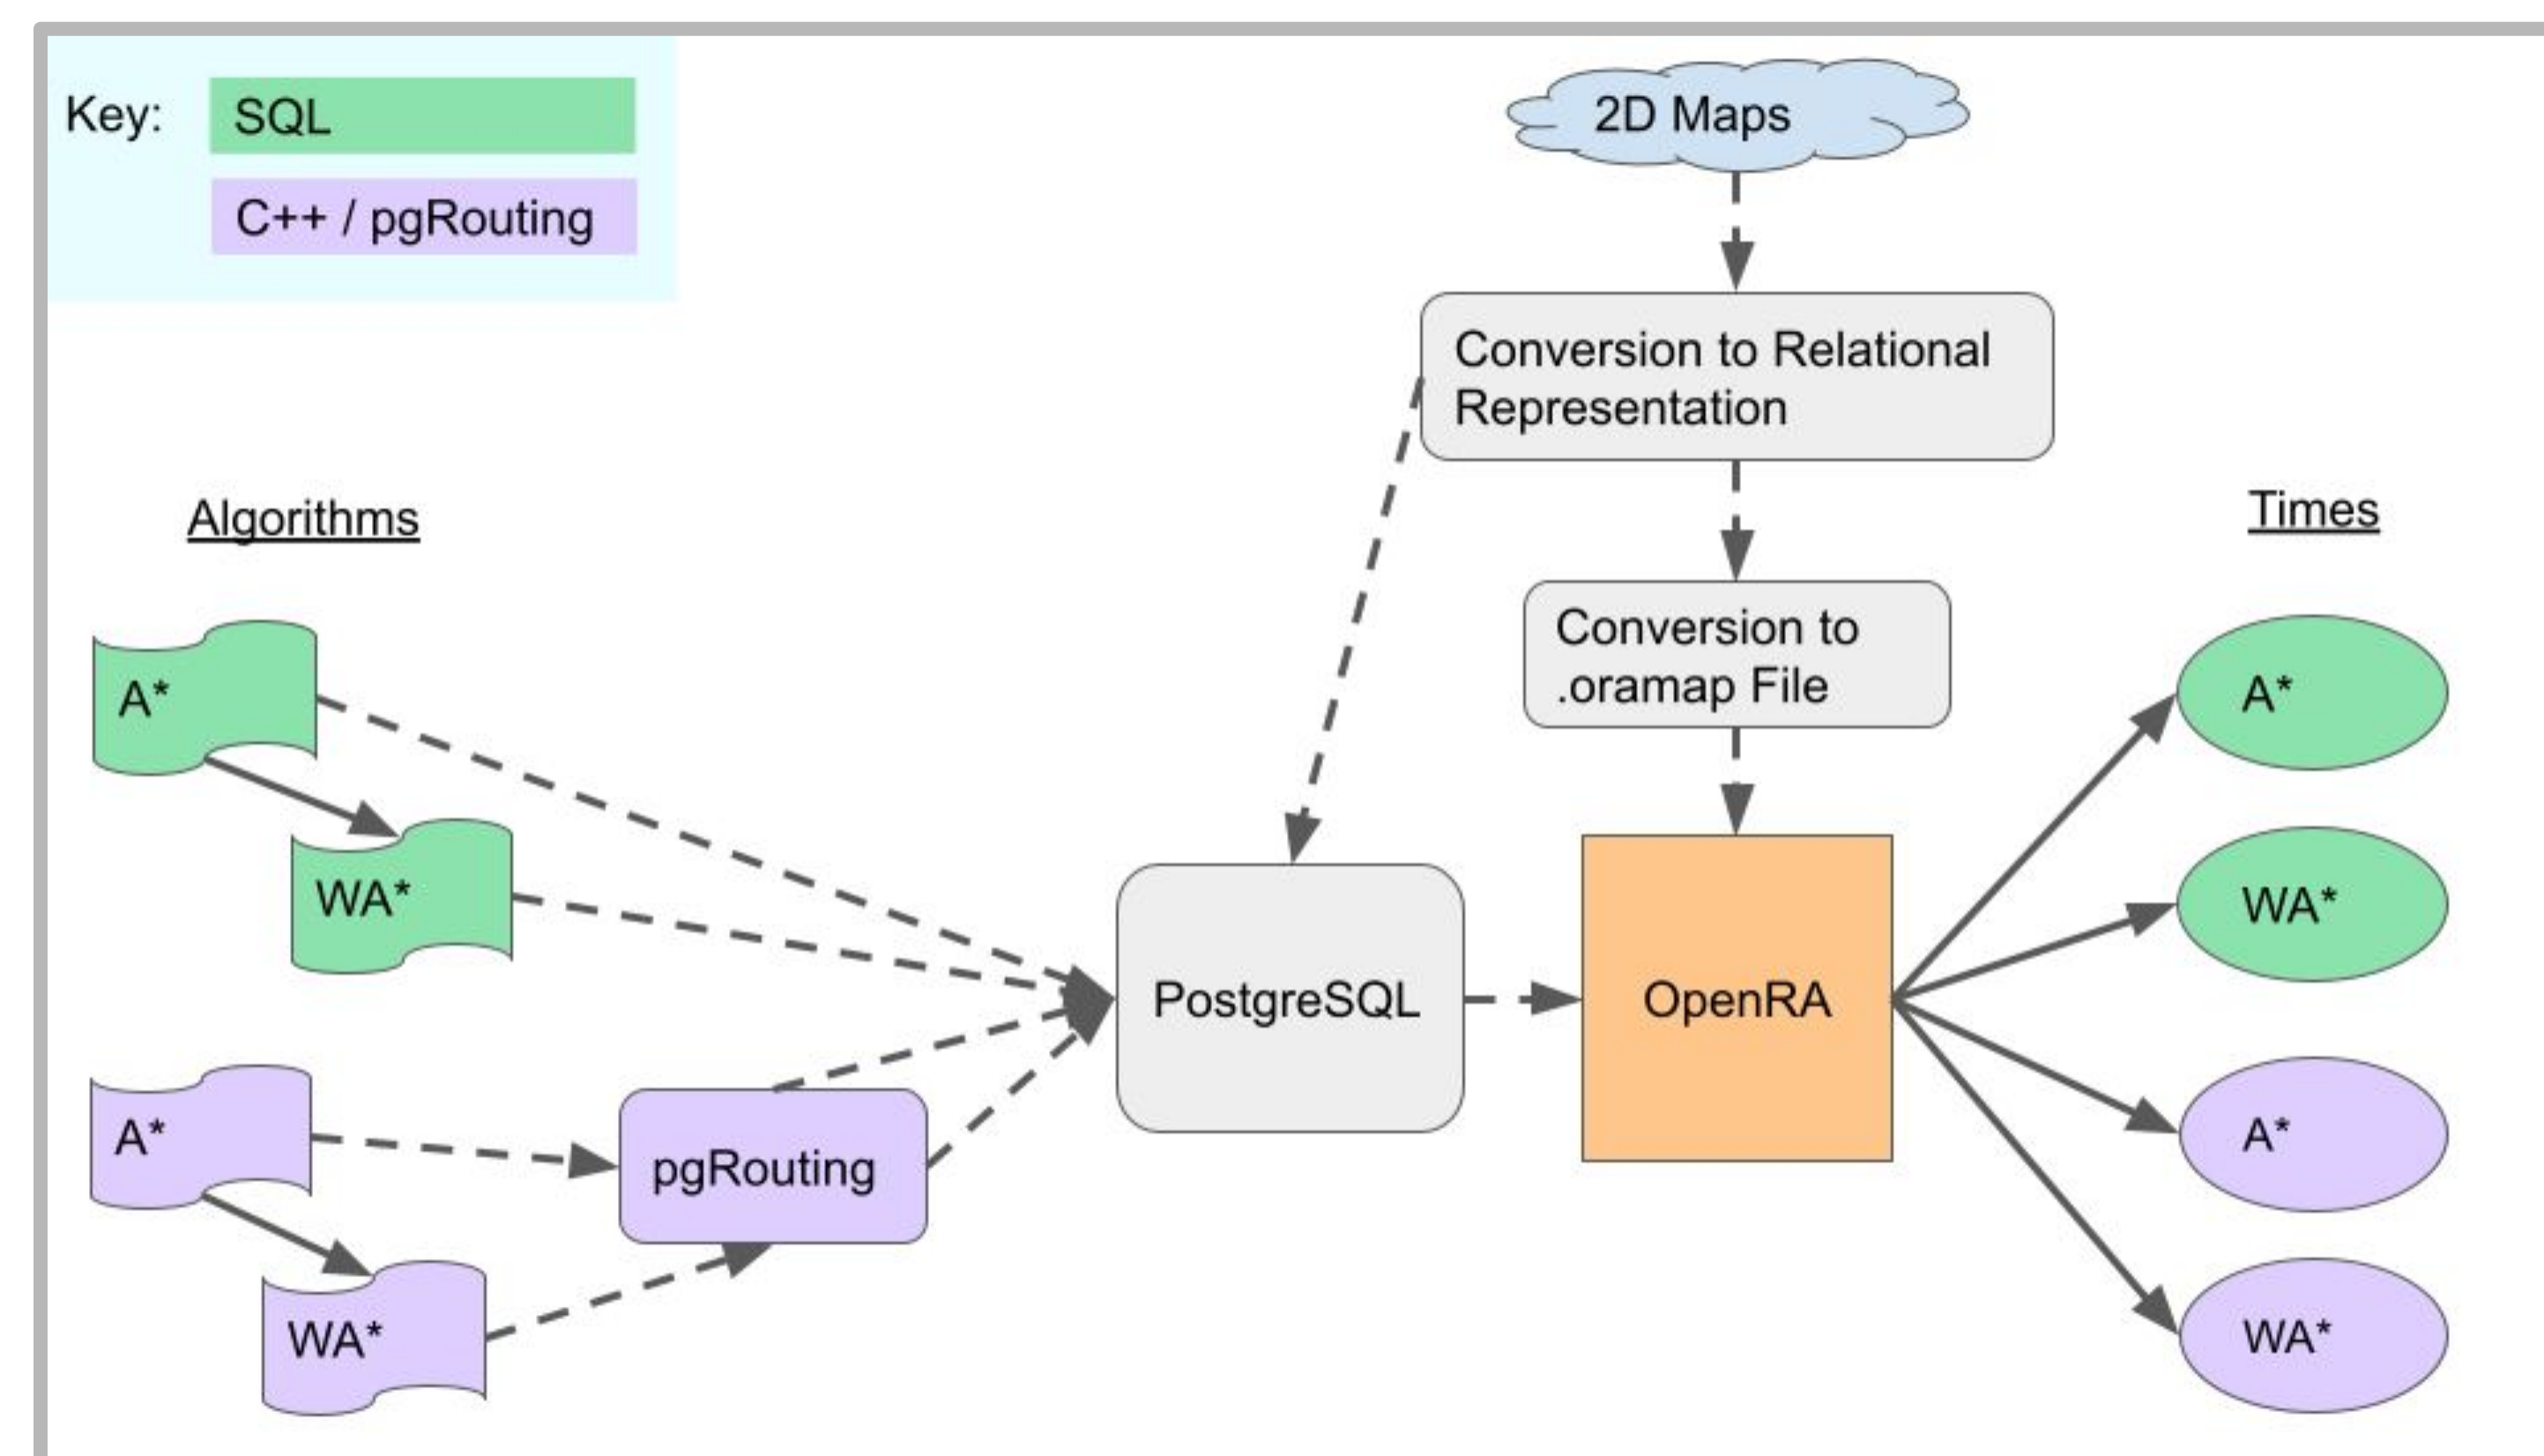 Key:
SQL
C++ / pgRouting
2D Maps
Conversion to Relational
Representation
Conversion to
.oramap File
Algorithms
A*
WA*
A*
WA*
pgRouting
PostgreSQL
OpenRA
Times
A*
WA*
A*
WA*